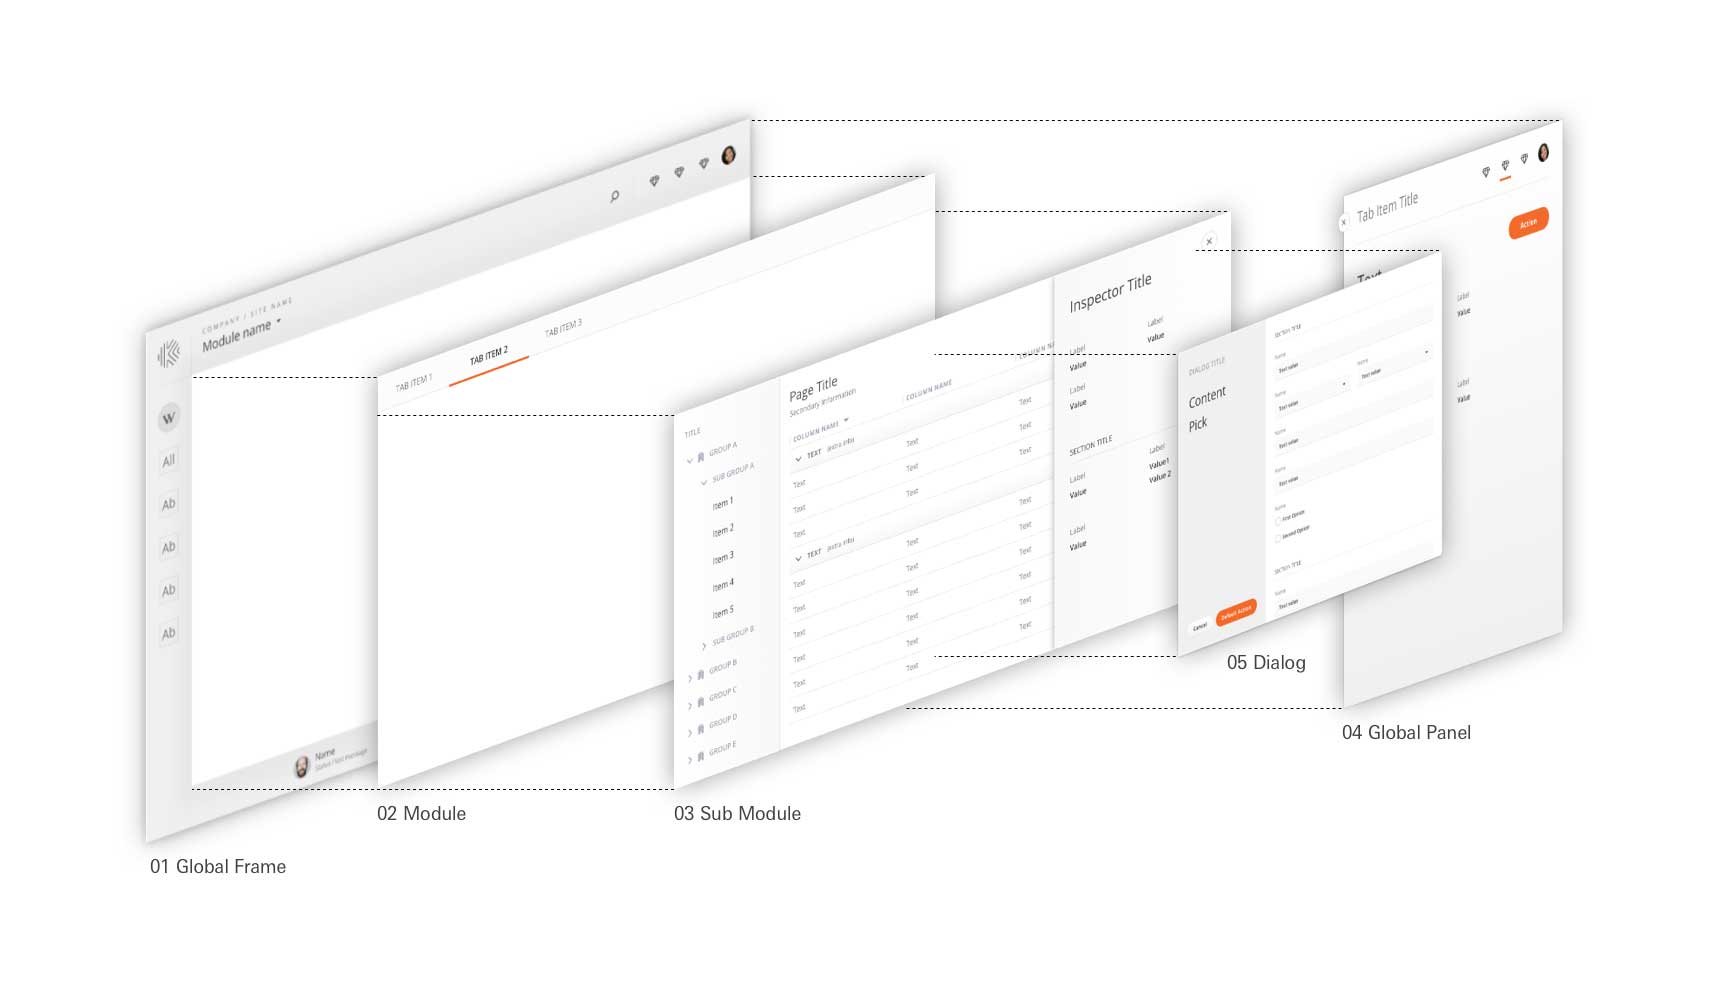 COMPANY / SITE NAME
Module name
W
All
Ab
Ab
Ab
Ab
Name
Status / last message
01 Global Frame
TAB ITEM 1
TAB ITEM 2
TAB ITEM 3
02 Module
TITLE
GROUP A
SUB GROUP A
Item 1
Item 2
Item 3
Item 4
Item 5
SUB GROUP B
GROUP B
GROUP C
GROUP D
GROUP E
Page Title
Secondary Information
COLUMN NAME
COLUMN NAME
COLUMN NA
TEXT (extra info)
Text
Text
Text Text
Text Text
Text Text
Text
TEXT (extra info)
Text Text
Text Text Text
Text Text Text
Text Text Text
Text Text Text
Text Text Text
Text Text
Inspector Title
Label
Value
Label
Value
Label
Value
SECTION TITLE
Label
Value
Label
Value1
Value 2
Label
Value
03 Sub Module
DIALOG TITLE
Content
Pick
Cancel
Default Action
SECTION TITLE
Name
Text value
Name
Text value
Name
Text value
Name
Text value
Name
Text value
Name
First Option
Second Option
SECTION TITLE
Name
Text value
05 Dialog
Tab Item Title
Action
Text
Label
Value
Label
Value
04 Global Panel